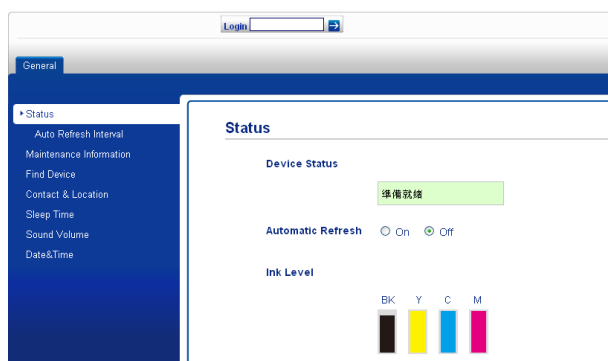 Login
General
Status
Auto Refresh Interval
Maintenance Information
Find Device
Contact & Location
Sleep Time
Sound Volume
Date&Time
Status
Device Status
準備就緒
Automatic Refresh On Off
Ink Level
BK Y C M